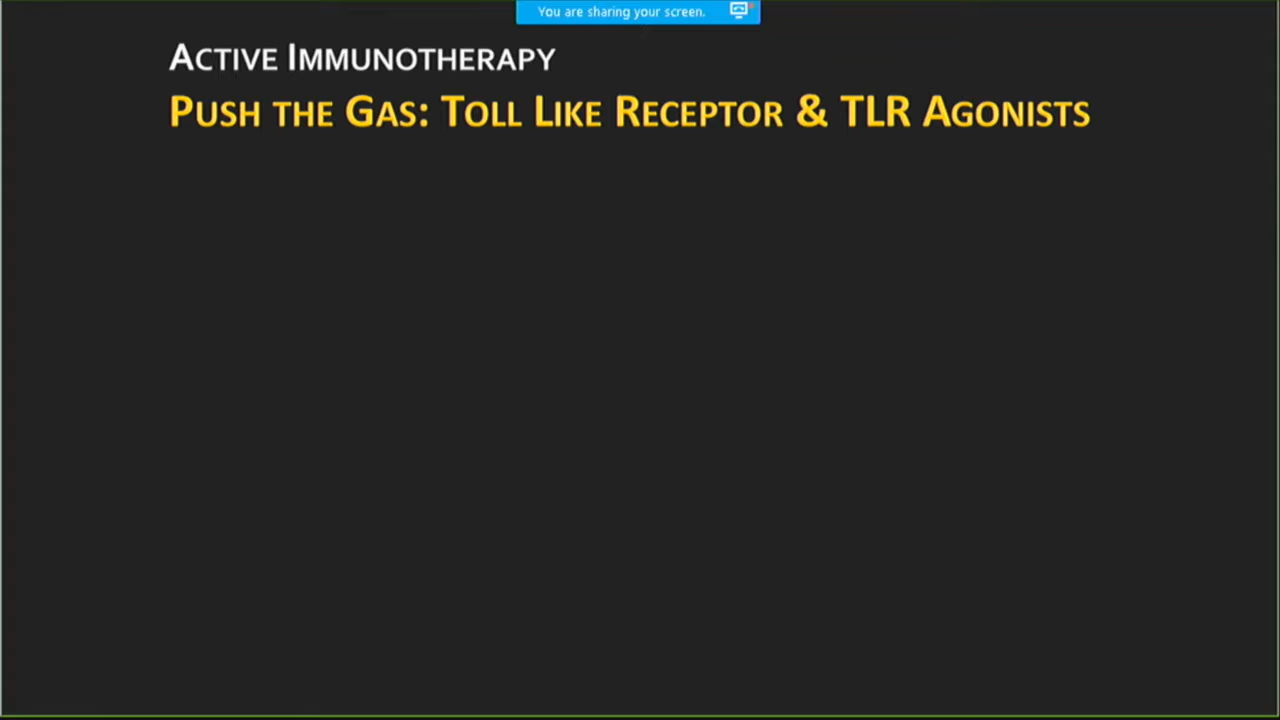 You are sharing your screen.
Active Immunotherapy
Push the Gas: Toll Like Receptor & TLR Agonists